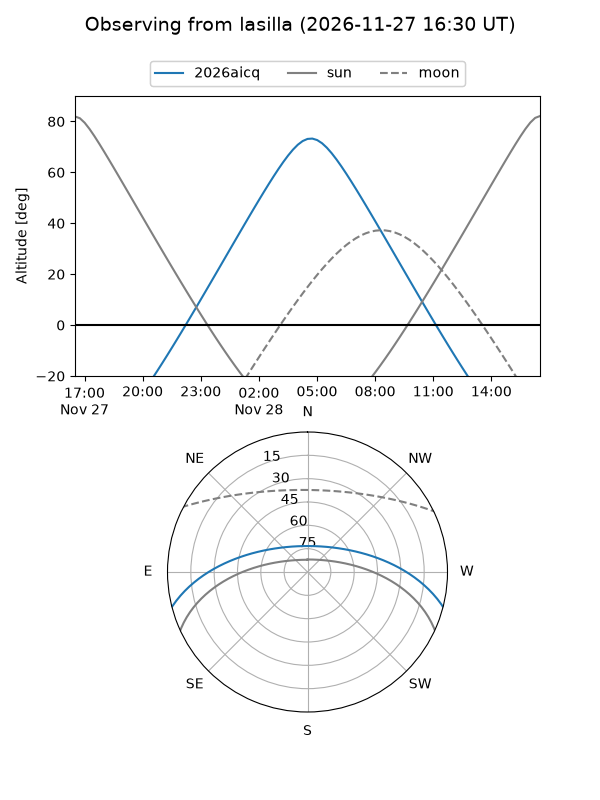 Observing from lasilla (2026-11-27 16:30 UT)
2026aicq sun moon
Altitude [deg]
80
60
40
20
0
−20
17:00 20:00 23:00 02:00 05:00 08:00 11:00 14:00
Nov 27 Nov 28
N
NE NW
15
30
45
60
75
E W
SE SW
S